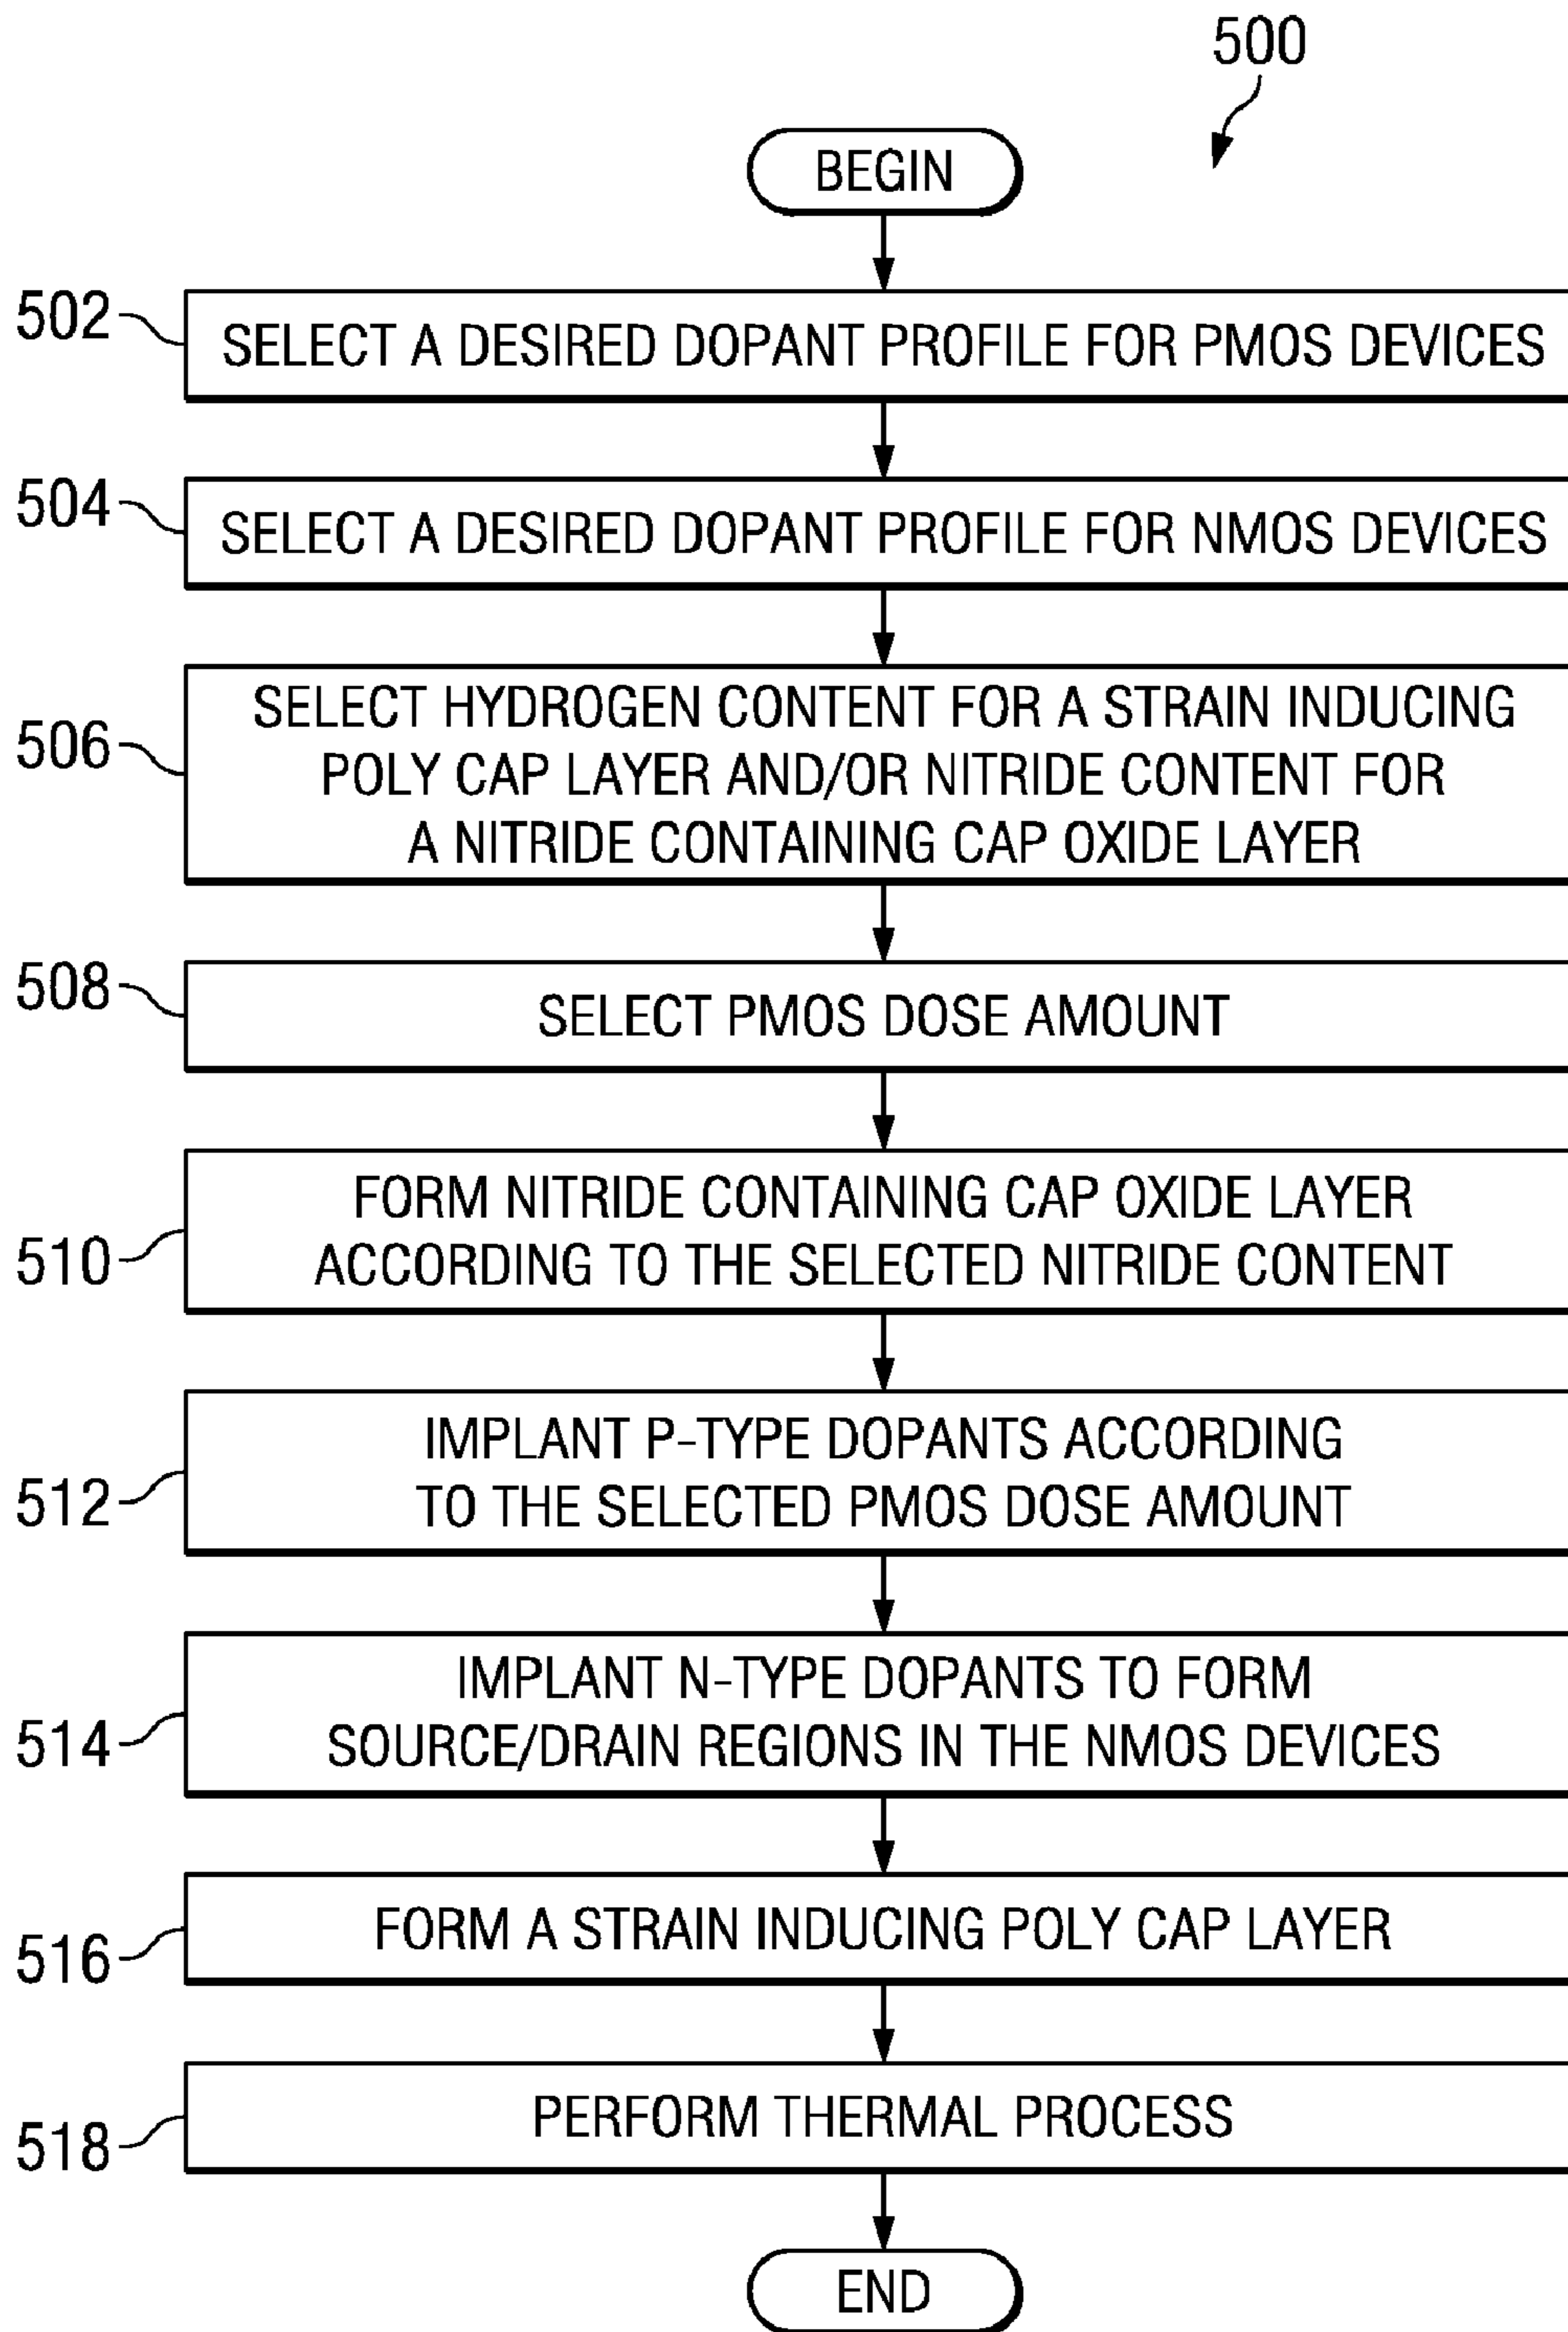 500
BEGIN
502
SELECT A DESIRED DOPANT PROFILE FOR PMOS DEVICES
504
SELECT A DESIRED DOPANT PROFILE FOR NMOS DEVICES
506
SELECT HYDROGEN CONTENT FOR A STRAIN INDUCING
POLY CAP LAYER AND/OR NITRIDE CONTENT FOR
A NITRIDE CONTAINING CAP OXIDE LAYER
508
SELECT PMOS DOSE AMOUNT
510
FORM NITRIDE CONTAINING CAP OXIDE LAYER
ACCORDING TO THE SELECTED NITRIDE CONTENT
512
IMPLANT P-TYPE DOPANTS ACCORDING
TO THE SELECTED PMOS DOSE AMOUNT
514
IMPLANT N-TYPE DOPANTS TO FORM
SOURCE/DRAIN REGIONS IN THE NMOS DEVICES
516
FORM A STRAIN INDUCING POLY CAP LAYER
518
PERFORM THERMAL PROCESS
END